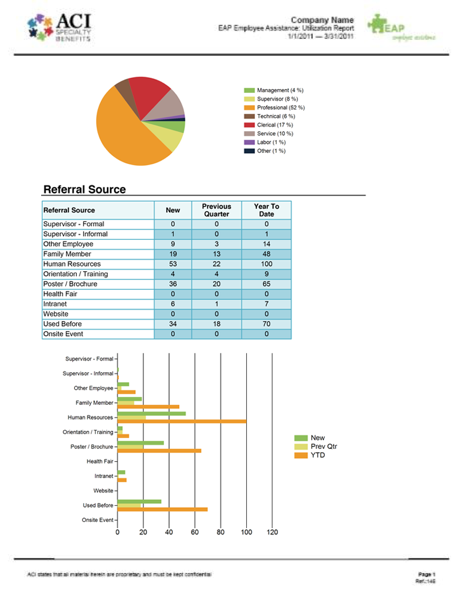 ACI
SPECIALTY
BENEFITS
Company Name
EAP Employee Assistance: Utilization Report
1/1/2011 — 3/31/2011
EAP
employee assistance
Management (4 %)
Supervisor (8 %)
Professional (52 %)
Technical (6 %)
Clerical (17 %)
Service (10 %)
Labor (1 %)
Other (1 %)
Referral Source
Referral Source New Previous Quarter Year To Date
Supervisor - Formal 0 0 0
Supervisor - Informal 1 0 1
Other Employee 9 3 14
Family Member 19 13 48
Human Resources 53 22 100
Orientation / Training 4 4 9
Poster / Brochure 36 20 65
Health Fair 0 0 0
Intranet 6 1 7
Website 0 0 0
Used Before 34 18 70
Onsite Event 0 0 0
Supervisor - Formal
Supervisor - Informal
Other Employee
Family Member
Human Resources
Orientation / Training
Poster / Brochure
Health Fair
Intranet
Website
Used Before
Onsite Event
0 20 40 60 80 100 120
New
Prev Qtr
YTD
ACI states that all material herein are proprietary and must be kept confidential
Page 1
Ref.:146